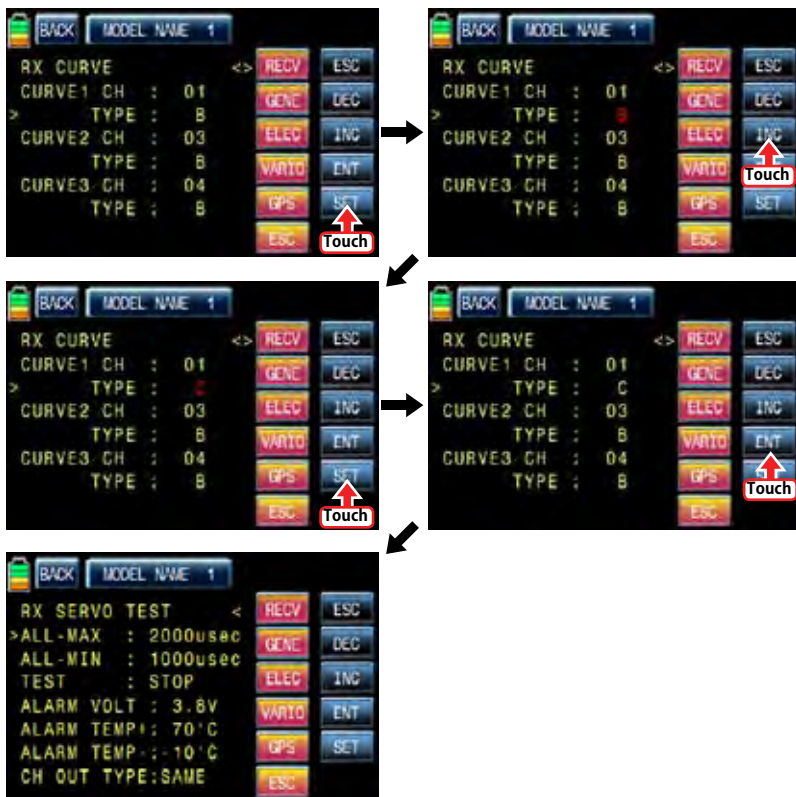 BACK MODEL NAME 1
RX CURVE <> RECV ESC
CURVE1 CH : 01 GENE DEC
> TYPE : B
CURVE2 CH : 03 ELEC INC
TYPE : B VARIO ENT
CURVE3 CH : 04
TYPE : B GPS SET
ESC Touch
BACK MODEL NAME 1
RX CURVE <> RECV ESC
CURVE1 CH : 01 GENE DEC
> TYPE : B
CURVE2 CH : 03 ELEC INC
TYPE : B VARIO Touch
CURVE3 CH : 04
TYPE : B GPS SET
ESC
BACK MODEL NAME 1
RX CURVE <> RECV ESC
CURVE1 CH : 01 GENE DEC
> TYPE : C
CURVE2 CH : 03 ELEC INC
TYPE : B VARIO ENT
CURVE3 CH : 04
TYPE : B GPS SET
ESC Touch
BACK MODEL NAME 1
RX CURVE <> RECV ESC
CURVE1 CH : 01 GENE DEC
> TYPE : C
CURVE2 CH : 03 ELEC INC
TYPE : B VARIO ENT
CURVE3 CH : 04
TYPE : B GPS Touch
ESC
BACK MODEL NAME 1
RX SERVO TEST < RECV ESC
>ALL-MAX : 2000usec GENE DEC
ALL-MIN : 1000usec
TEST : STOP ELEC INC
ALARM VOLT : 3.8V VARIO ENT
ALARM TEMP+: 70'C
ALARM TEMP-:-10'C GPS SET
CH OUT TYPE:SAME ESC